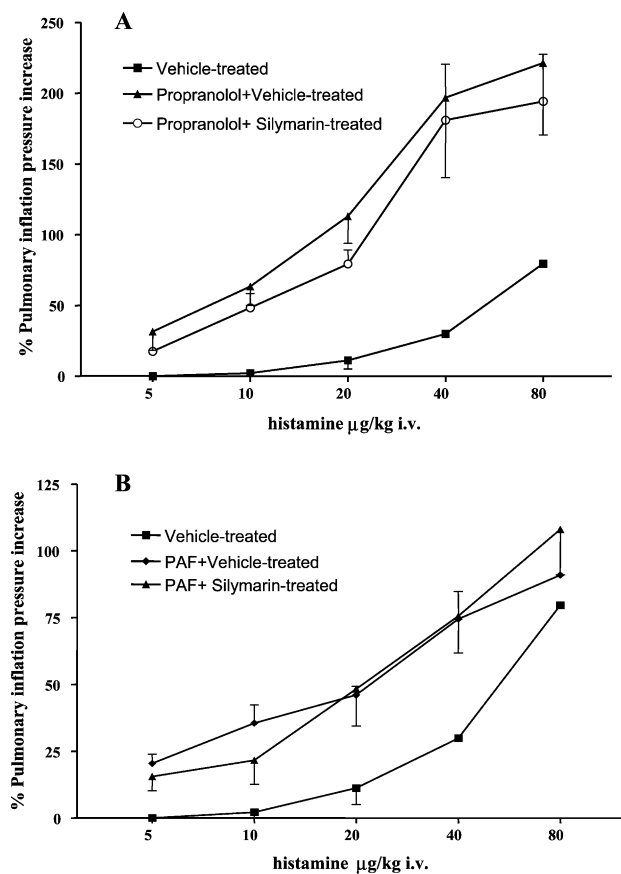 A
250
Vehicle-treated
Propranolol+Vehicle-treated
Propranolol+ Silymarin-treated
200
150
100
50
0
% Pulmonary inflation pressure increase
5 10 20 40 80
histamine μg/kg i.v.
B
125
Vehicle-treated
PAF+Vehicle-treated
PAF+ Silymarin-treated
100
75
50
25
0
% Pulmonary inflation pressure increase
5 10 20 40 80
histamine μg/kg i.v.